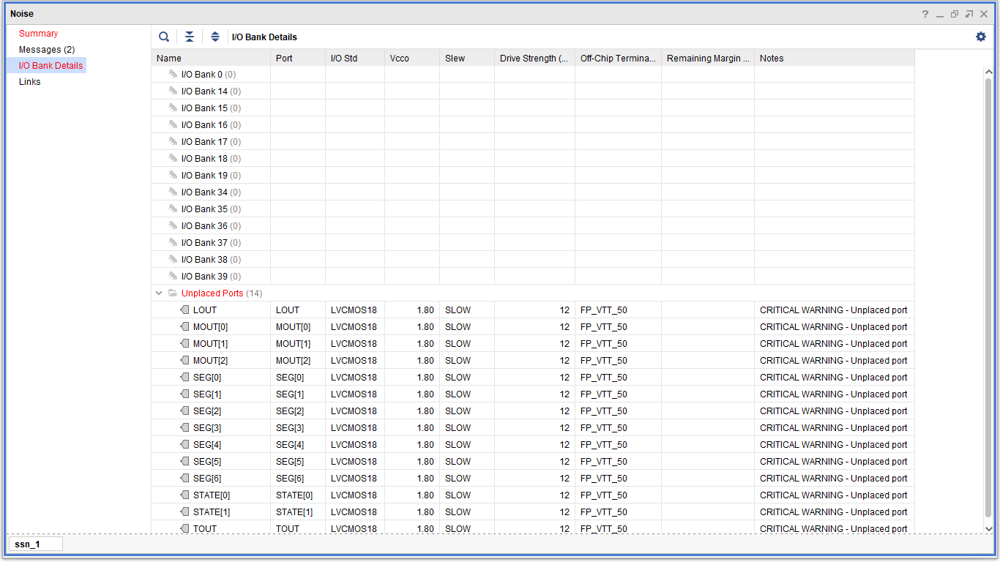 Noise
Summary
Messages (2)
I/O Bank Details
Links
I/O Bank Details
Name Port I/O Std Vcco Slew Drive Strength (... Off-Chip Termina... Remaining Margin ... Notes
I/O Bank 0 (0)
I/O Bank 14 (0)
I/O Bank 15 (0)
I/O Bank 16 (0)
I/O Bank 17 (0)
I/O Bank 18 (0)
I/O Bank 19 (0)
I/O Bank 34 (0)
I/O Bank 35 (0)
I/O Bank 36 (0)
I/O Bank 37 (0)
I/O Bank 38 (0)
I/O Bank 39 (0)
Unplaced Ports (14)
LOUT LOUT LVCMOS18 1.80 SLOW 12 FP_VTT_50 CRITICAL WARNING - Unplaced port
MOUT[0] MOUT[0] LVCMOS18 1.80 SLOW 12 FP_VTT_50 CRITICAL WARNING - Unplaced port
MOUT[1] MOUT[1] LVCMOS18 1.80 SLOW 12 FP_VTT_50 CRITICAL WARNING - Unplaced port
MOUT[2] MOUT[2] LVCMOS18 1.80 SLOW 12 FP_VTT_50 CRITICAL WARNING - Unplaced port
SEG[0] SEG[0] LVCMOS18 1.80 SLOW 12 FP_VTT_50 CRITICAL WARNING - Unplaced port
SEG[1] SEG[1] LVCMOS18 1.80 SLOW 12 FP_VTT_50 CRITICAL WARNING - Unplaced port
SEG[2] SEG[2] LVCMOS18 1.80 SLOW 12 FP_VTT_50 CRITICAL WARNING - Unplaced port
SEG[3] SEG[3] LVCMOS18 1.80 SLOW 12 FP_VTT_50 CRITICAL WARNING - Unplaced port
SEG[4] SEG[4] LVCMOS18 1.80 SLOW 12 FP_VTT_50 CRITICAL WARNING - Unplaced port
SEG[5] SEG[5] LVCMOS18 1.80 SLOW 12 FP_VTT_50 CRITICAL WARNING - Unplaced port
SEG[6] SEG[6] LVCMOS18 1.80 SLOW 12 FP_VTT_50 CRITICAL WARNING - Unplaced port
STATE[0] STATE[0] LVCMOS18 1.80 SLOW 12 FP_VTT_50 CRITICAL WARNING - Unplaced port
STATE[1] STATE[1] LVCMOS18 1.80 SLOW 12 FP_VTT_50 CRITICAL WARNING - Unplaced port
TOUT TOUT LVCMOS18 1.80 SLOW 12 FP_VTT_50 CRITICAL WARNING - Unplaced port
ssn_1